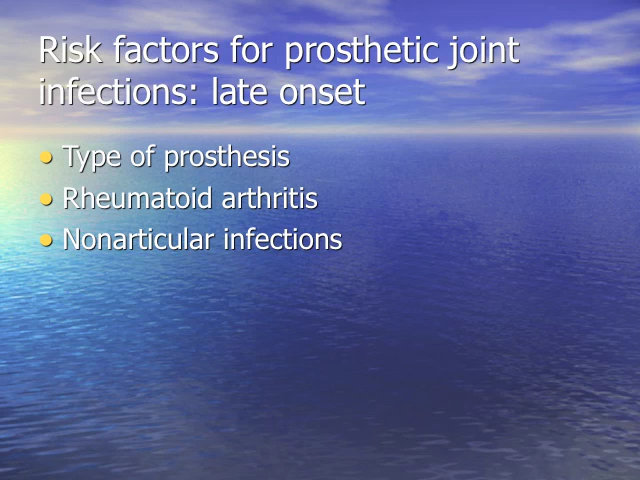 Risk factors for prosthetic joint
infections: late onset
• Type of prosthesis
• Rheumatoid arthritis
• Nonarticular infections